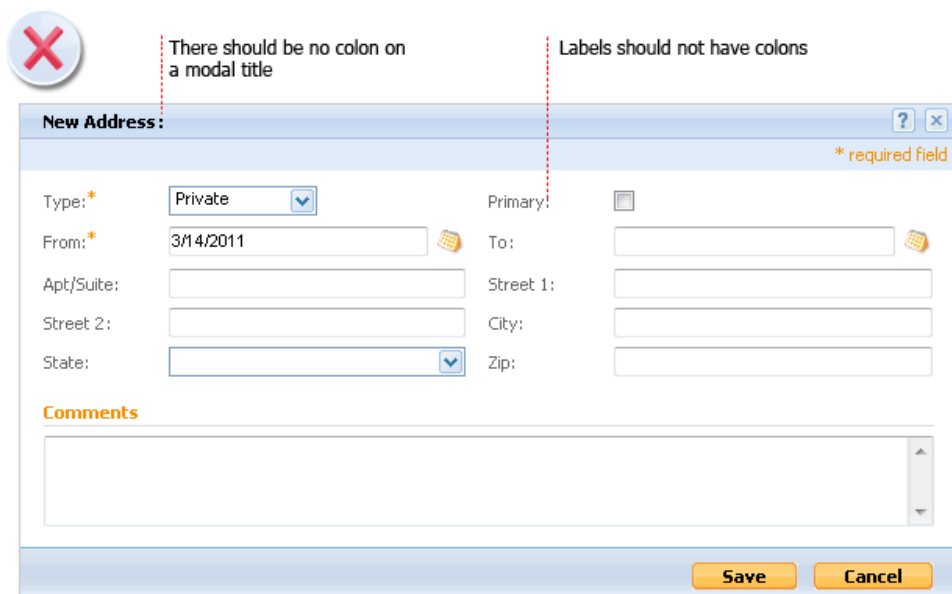 There should be no colon on
a modal title
Labels should not have colons
New Address:
?
* required field
Type:* Private Primary:
From:* 3/14/2011 To:
Apt/Suite: Street 1:
Street 2: City:
State: Zip:
Comments
Save Cancel